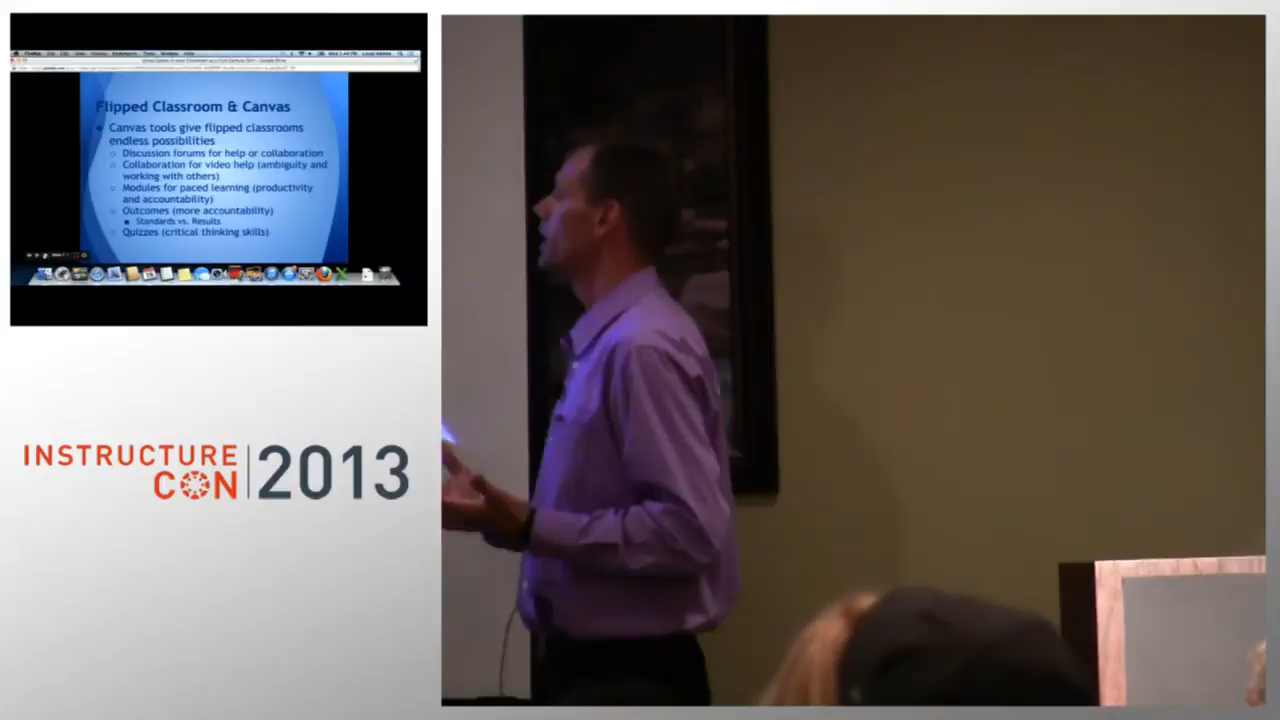 Flipped Classroom & Canvas
Canvas tools give flipped classrooms
endless possibilities
Discussion forums for help or collaboration
Collaboration for video help (ambiguity and
working with others)
Modules for paced learning (productivity
and accountability)
Outcomes (more accountability)
Standards vs. Results
Quizzes (critical thinking skills)
INSTRUCTURE
CON 2013